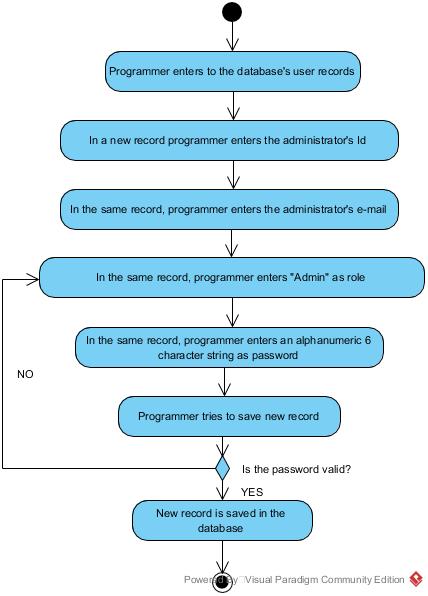 Programmer enters to the database's user records
In a new record programmer enters the administrator's Id
In the same record, programmer enters the administrator's e-mail
In the same record, programmer enters "Admin" as role
In the same record, programmer enters an alphanumeric 6
character string as password
NO
Programmer tries to save new record
Is the password valid?
YES
New record is saved in the
database
Powered By Visual Paradigm Community Edition